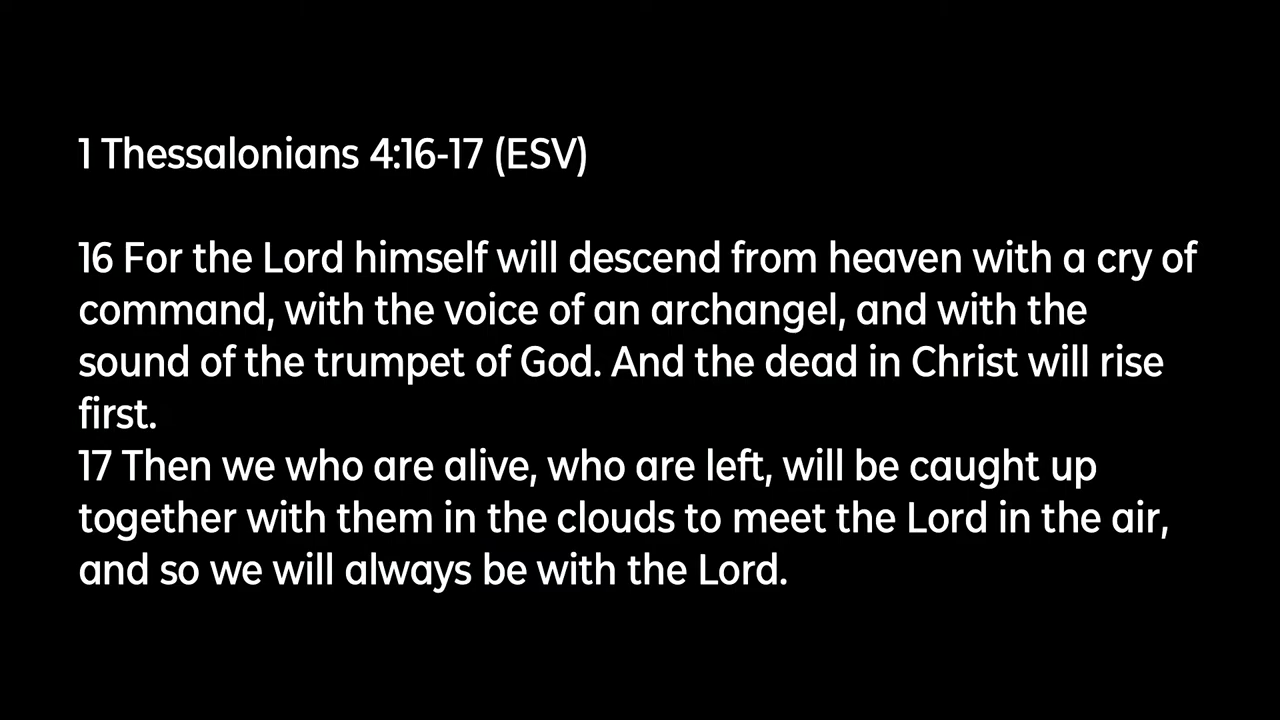 1 Thessalonians 4:16-17 (ESV)
16 For the Lord himself will descend from heaven with a cry of
command, with the voice of an archangel, and with the
sound of the trumpet of God. And the dead in Christ will rise
first.
17 Then we who are alive, who are left, will be caught up
together with them in the clouds to meet the Lord in the air,
and so we will always be with the Lord.